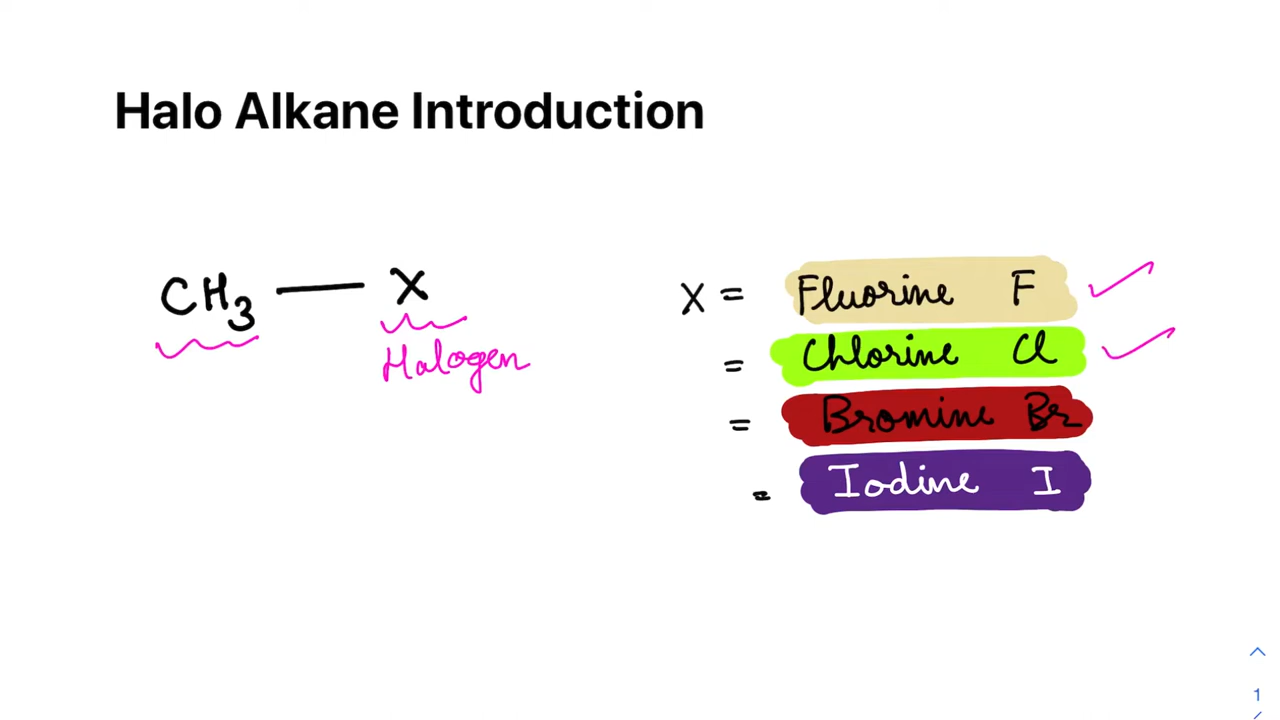 Halo Alkane Introduction
CH3 — X
Halogen
X = Fluorine F
= Chlorine Cl
= Bromine Br
= Iodine I
1